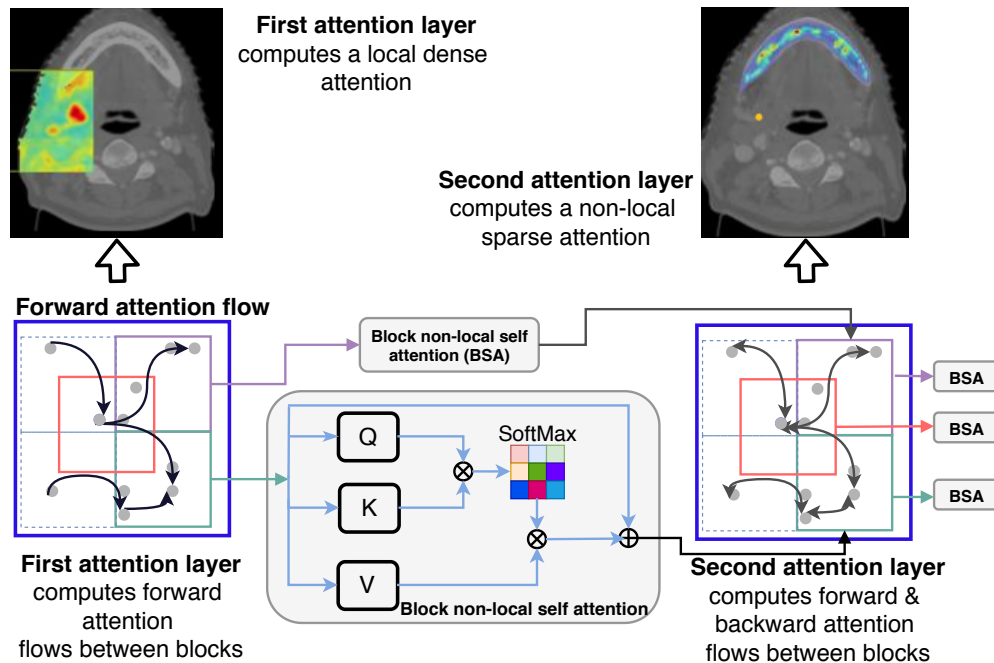 First attention layer
computes a local dense
attention
Second attention layer
computes a non-local
sparse attention
Forward attention flow
Block non-local self
attention (BSA)
BSA
BSA
BSA
Q
K
V
SoftMax
Block non-local self attention
First attention layer
computes forward
attention
flows between blocks
Second attention layer
computes forward &
backward attention
flows between blocks